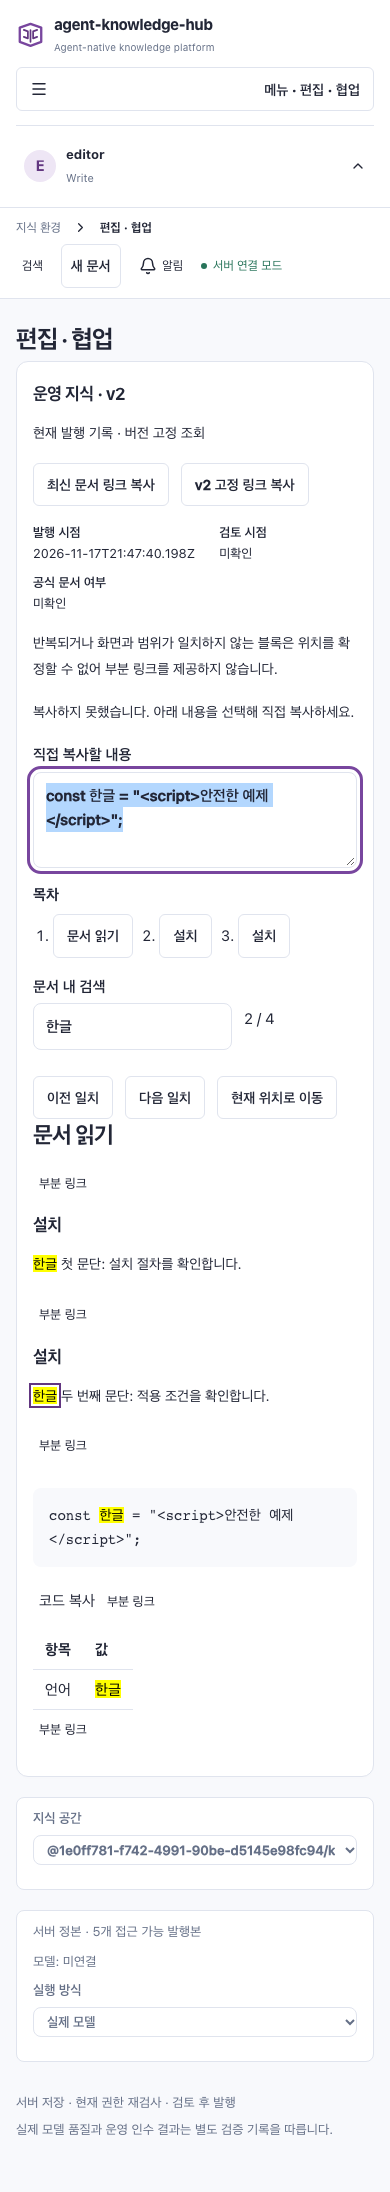 agent-knowledge-hub
Agent-native knowledge platform
메뉴 · 편집 · 협업
E
editor
Write
지식 환경
편집 · 협업
검색
새 문서
알림
서버 연결 모드
편집 · 협업
운영 지식 · v2
현재 발행 기록 · 버전 고정 조회
최신 문서 링크 복사
v2 고정 링크 복사
발행 시점
검토 시점
2026-11-17T21:47:40.198Z
미확인
공식 문서 여부
미확인
반복되거나 화면과 범위가 일치하지 않는 블록은 위치를 확
정할 수 없어 부분 링크를 제공하지 않습니다.
복사하지 못했습니다. 아래 내용을 선택해 직접 복사하세요.
직접 복사할 내용
const 한글 = "<script>안전한 예제
</script>";
목차
1. 문서 읽기
2. 설치
3. 설치
문서 내 검색
한글
2 / 4
이전 일치
다음 일치
현재 위치로 이동
문서 읽기
부분 링크
설치
한글 첫 문단: 설치 절차를 확인합니다.
부분 링크
설치
한글 두 번째 문단: 적용 조건을 확인합니다.
부분 링크
const 한글 = "<script>안전한 예제
</script>";
코드 복사
부분 링크
항목
값
언어
한글
부분 링크
지식 공간
@1e0ff781-f742-4991-90be-d5145e98fc94/k
서버 정본 · 5개 접근 가능 발행본
모델: 미연결
실행 방식
실제 모델
서버 저장 · 현재 권한 재검사 · 검토 후 발행
실제 모델 품질과 운영 인수 결과는 별도 검증 기록을 따릅니다.